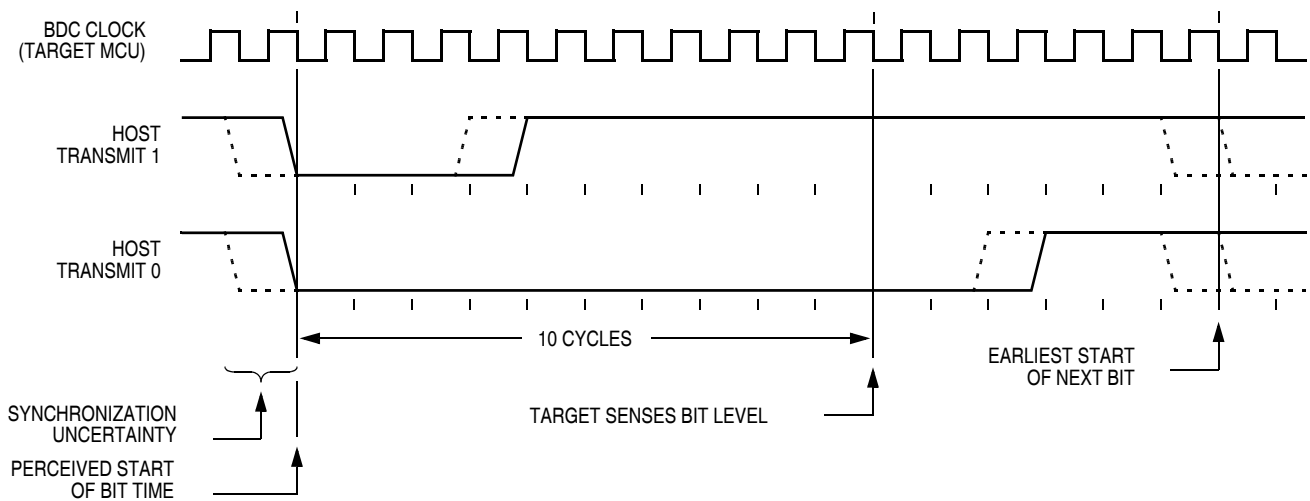 BDC CLOCK
(TARGET MCU)
HOST
TRANSMIT 1
HOST
TRANSMIT 0
10 CYCLES
EARLIEST START
OF NEXT BIT
TARGET SENSES BIT LEVEL
SYNCHRONIZATION
UNCERTAINTY
PERCEIVED START
OF BIT TIME